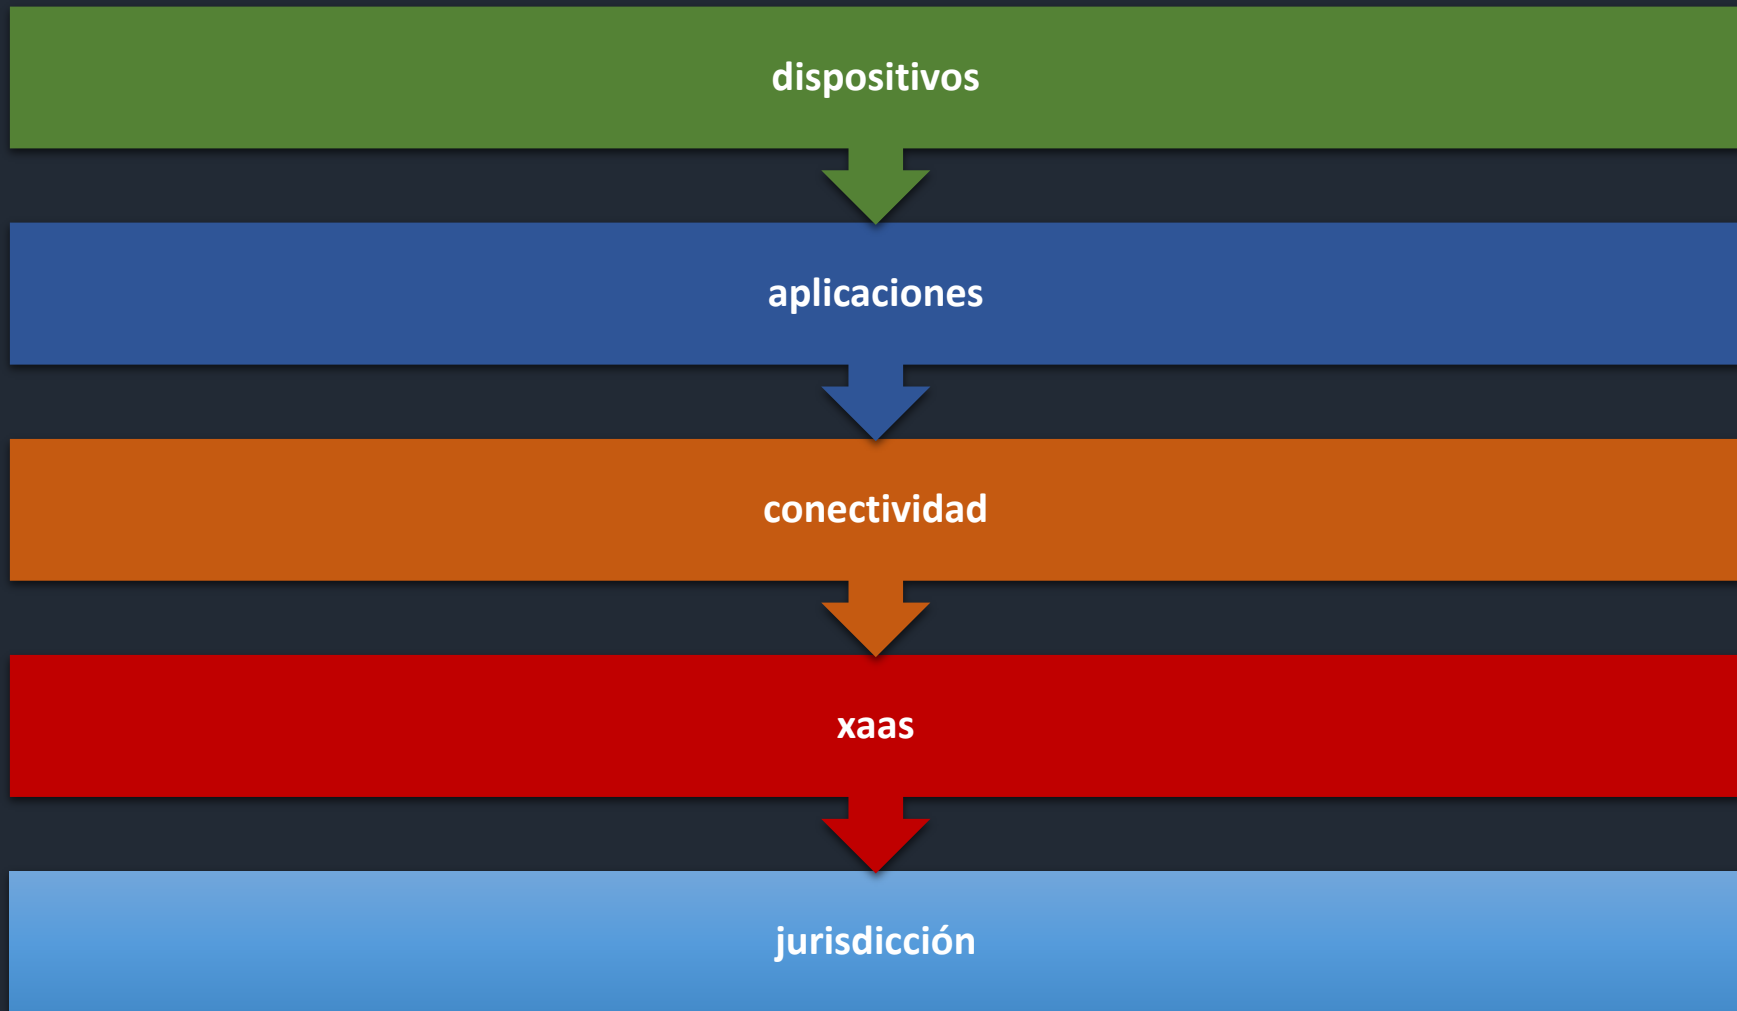 dispositivos
aplicaciones
conectividad
xaas
jurisdicción